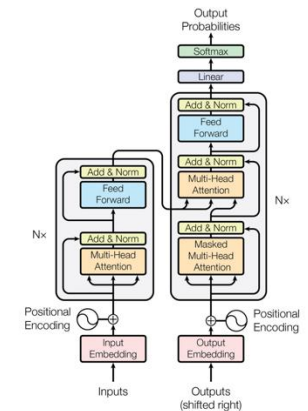 Output
Probabilities
Softmax
Linear
Add & Norm
Feed
Forward
Add & Norm
Multi-Head
Attention
Add & Norm
Masked
Multi-Head
Attention
N×
Positional
Encoding
Output
Embedding
Outputs
(shifted right)
Add & Norm
Feed
Forward
Add & Norm
Multi-Head
Attention
N×
Positional
Encoding
Input
Embedding
Inputs